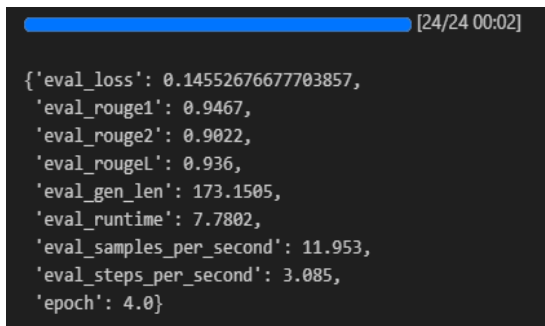 [24/24 00:02]
{'eval_loss': 0.14552676677703857,
'eval_rouge1': 0.9467,
'eval_rouge2': 0.9022,
'eval_rougeL': 0.936,
'eval_gen_len': 173.1505,
'eval_runtime': 7.7802,
'eval_samples_per_second': 11.953,
'eval_steps_per_second': 3.085,
'epoch': 4.0}